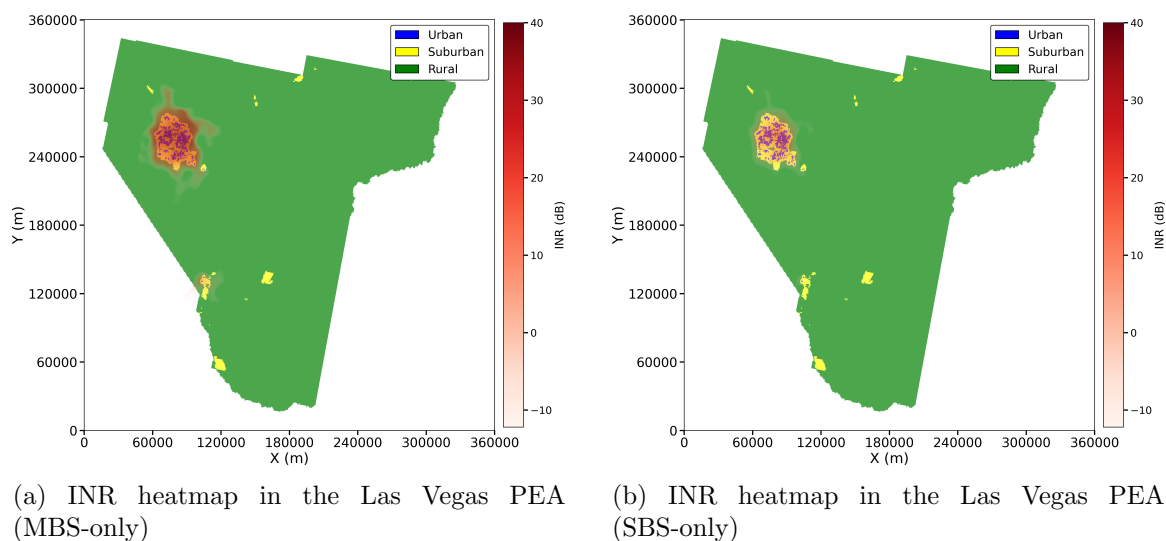 360000
300000
240000
180000
120000
60000
0
Y (m)
0 60000 120000 180000 240000 300000 360000
X (m)
Urban
Suburban
Rural
40
30
20
10
0
−10
INR (dB)
(a) INR heatmap in the Las Vegas PEA
(MBS-only)
360000
300000
240000
180000
120000
60000
0
Y (m)
0 60000 120000 180000 240000 300000 360000
X (m)
Urban
Suburban
Rural
40
30
20
10
0
−10
INR (dB)
(b) INR heatmap in the Las Vegas PEA
(SBS-only)